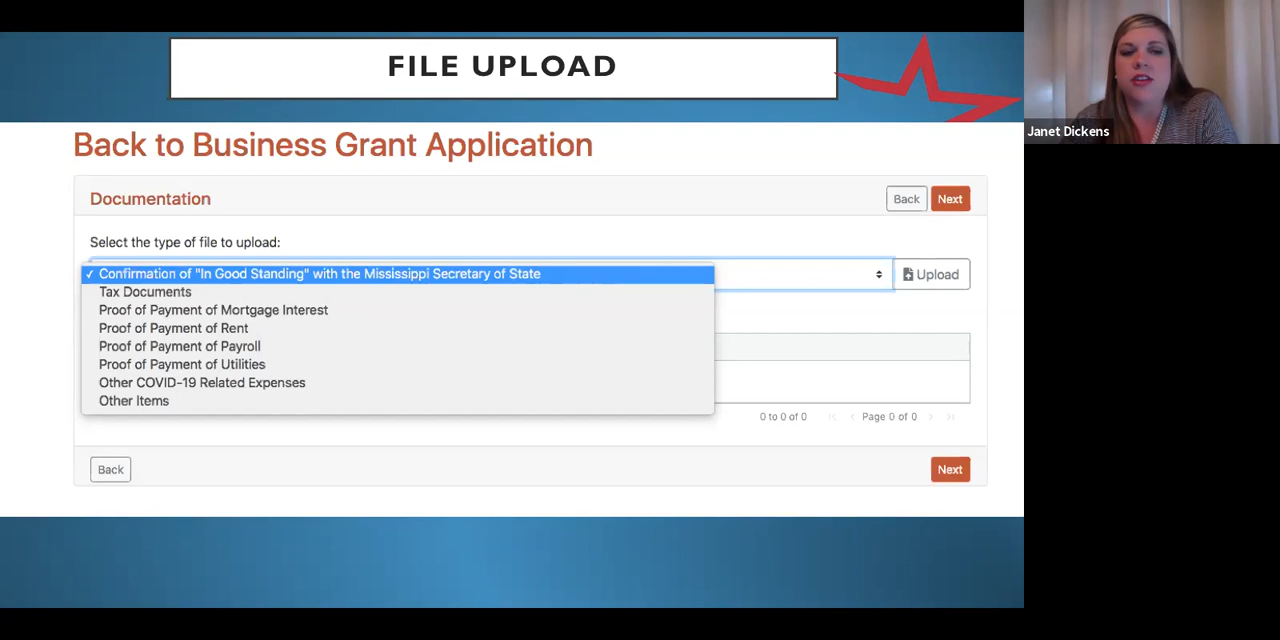 FILE UPLOAD
Janet Dickens
Back to Business Grant Application
Documentation
Back
Next
Select the type of file to upload:
✓ Confirmation of "In Good Standing" with the Mississippi Secretary of State
Upload
Tax Documents
Proof of Payment of Mortgage Interest
Proof of Payment of Rent
Proof of Payment of Payroll
Proof of Payment of Utilities
Other COVID-19 Related Expenses
Other Items
0 to 0 of 0
Page 0 of 0
Back
Next